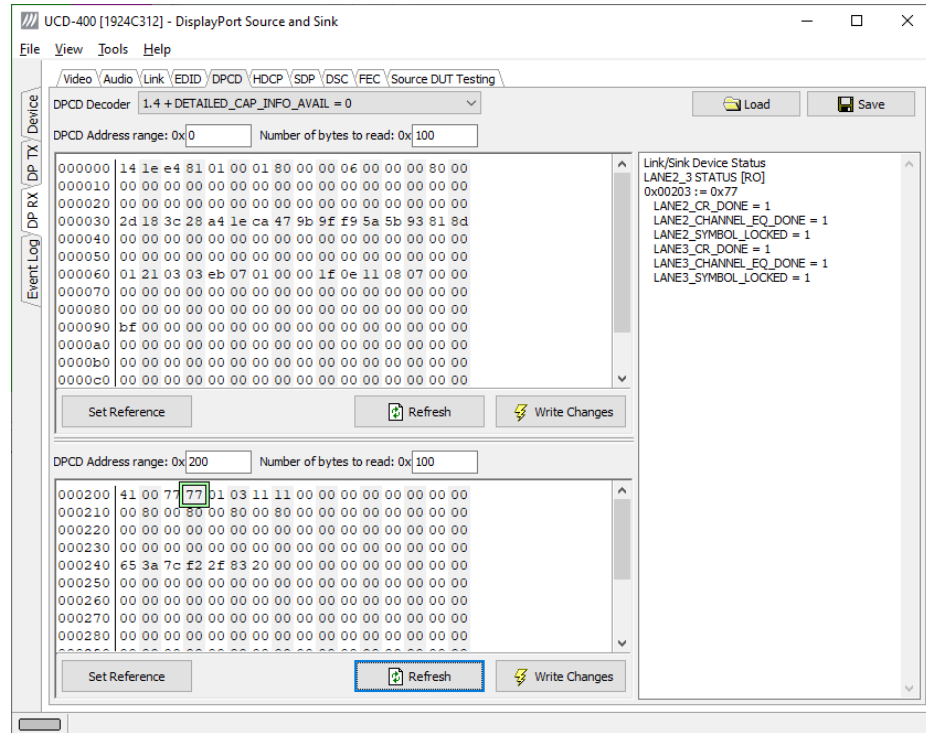 UCD-400 [1924C312] - DisplayPort Source and Sink
File View Tools Help
Video Audio Link EDID DPCD HDCP SDP DSC FEC Source DUT Testing
Device
DP TX
DP RX
Event Log
DPCD Decoder 1.4 + DETAILED_CAP_INFO_AVAIL = 0
Load Save
DPCD Address range: 0x 0 Number of bytes to read: 0x 100
000000 14 1e e4 81 01 00 01 80 00 00 06 00 00 00 80 00
000010 00 00 00 00 00 00 00 00 00 00 00 00 00 00 00 00
000020 00 00 00 00 00 00 00 00 00 00 00 00 00 00 00 00
000030 2d 18 3c 28 a4 1e ca 47 9b 9f f9 5a 5b 93 81 8d
000040 00 00 00 00 00 00 00 00 00 00 00 00 00 00 00 00
000050 00 00 00 00 00 00 00 00 00 00 00 00 00 00 00 00
000060 01 21 03 03 eb 07 01 00 00 1f 0e 11 08 07 00 00
000070 00 00 00 00 00 00 00 00 00 00 00 00 00 00 00 00
000080 00 00 00 00 00 00 00 00 00 00 00 00 00 00 00 00
000090 bf 00 00 00 00 00 00 00 00 00 00 00 00 00 00 00
0000a0 00 00 00 00 00 00 00 00 00 00 00 00 00 00 00 00
0000b0 00 00 00 00 00 00 00 00 00 00 00 00 00 00 00 00
0000c0 00 00 00 00 00 00 00 00 00 00 00 00 00 00 00 00
Set Reference Refresh Write Changes
DPCD Address range: 0x 200 Number of bytes to read: 0x 100
000200 41 00 77 77 01 03 11 11 00 00 00 00 00 00 00 00
000210 00 80 00 80 00 80 00 80 00 00 00 00 00 00 00 00
000220 00 00 00 00 00 00 00 00 00 00 00 00 00 00 00 00
000230 00 00 00 00 00 00 00 00 00 00 00 00 00 00 00 00
000240 65 3a 7c f2 2f 83 20 00 00 00 00 00 00 00 00 00
000250 00 00 00 00 00 00 00 00 00 00 00 00 00 00 00 00
000260 00 00 00 00 00 00 00 00 00 00 00 00 00 00 00 00
000270 00 00 00 00 00 00 00 00 00 00 00 00 00 00 00 00
000280 00 00 00 00 00 00 00 00 00 00 00 00 00 00 00 00
Set Reference Refresh Write Changes
Link/Sink Device Status
LANE2_3 STATUS [RO]
0x00203 := 0x77
LANE2_CR_DONE = 1
LANE2_CHANNEL_EQ_DONE = 1
LANE2_SYMBOL_LOCKED = 1
LANE3_CR_DONE = 1
LANE3_CHANNEL_EQ_DONE = 1
LANE3_SYMBOL_LOCKED = 1